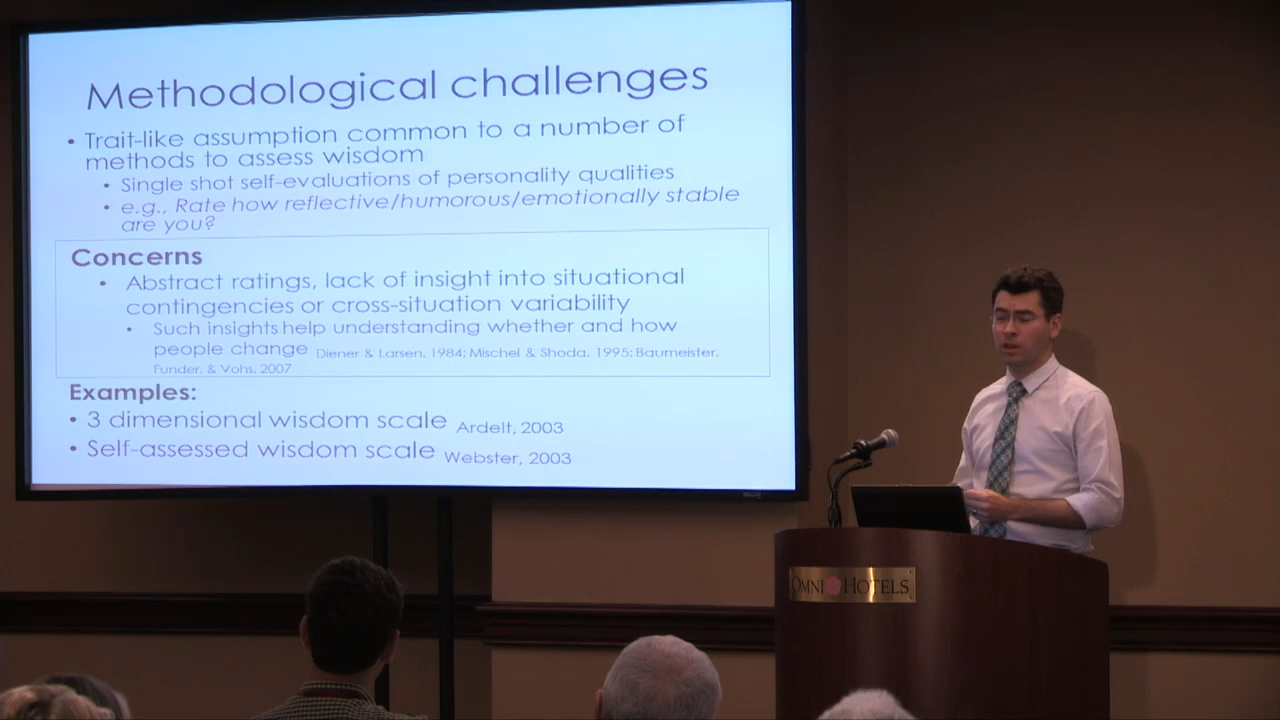 Methodological challenges
• Trait-like assumption common to a number of
methods to assess wisdom
• Single shot self-evaluations of personality qualities
• e.g., Rate how reflective/humorous/emotionally stable
are you?
Concerns
• Abstract ratings, lack of insight into situational
contingencies or cross-situation variability
• Such insights help understanding whether and how
people change Diener & Larsen, 1984; Mischel & Shoda, 1995; Baumeister,
Funder, & Vohs, 2007
Examples:
• 3 dimensional wisdom scale Ardelt, 2003
• Self-assessed wisdom scale Webster, 2003
OMNI HOTELS